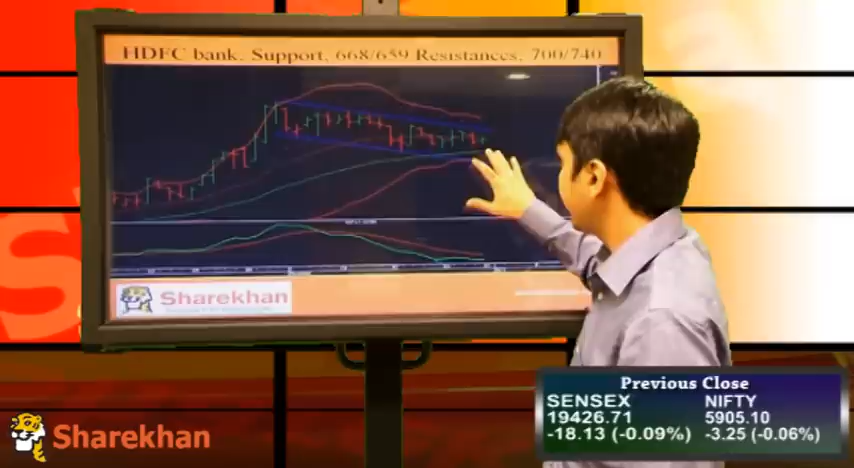 HDFC bank. Support, 668/659 Resistances, 700/740
Sharekhan
Previous Close
SENSEX NIFTY
19426.71 5905.10
-18.13 (-0.09%) -3.25 (-0.06%)
Sharekhan